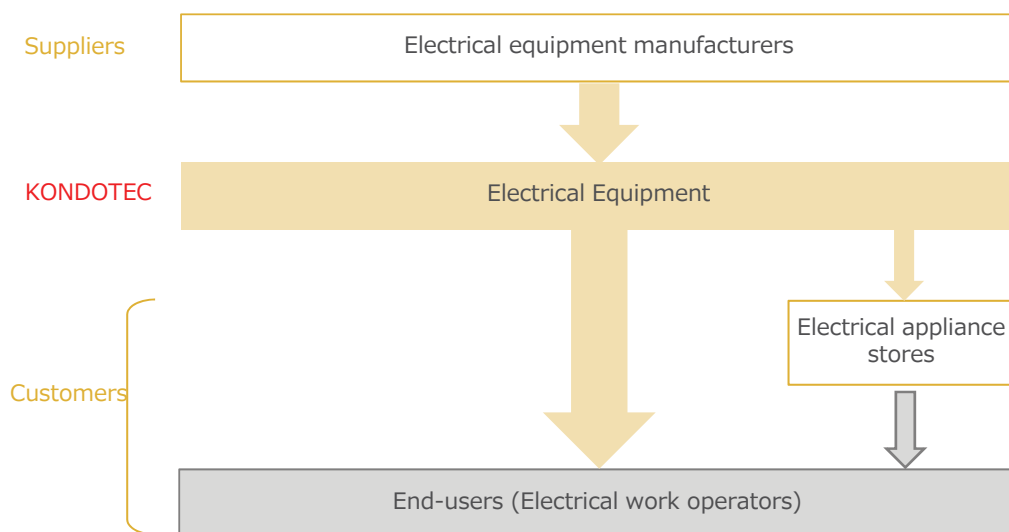 Suppliers
Electrical equipment manufacturers
KONDOTEC
Electrical Equipment
Electrical appliance
stores
Customers
End-users (Electrical work operators)